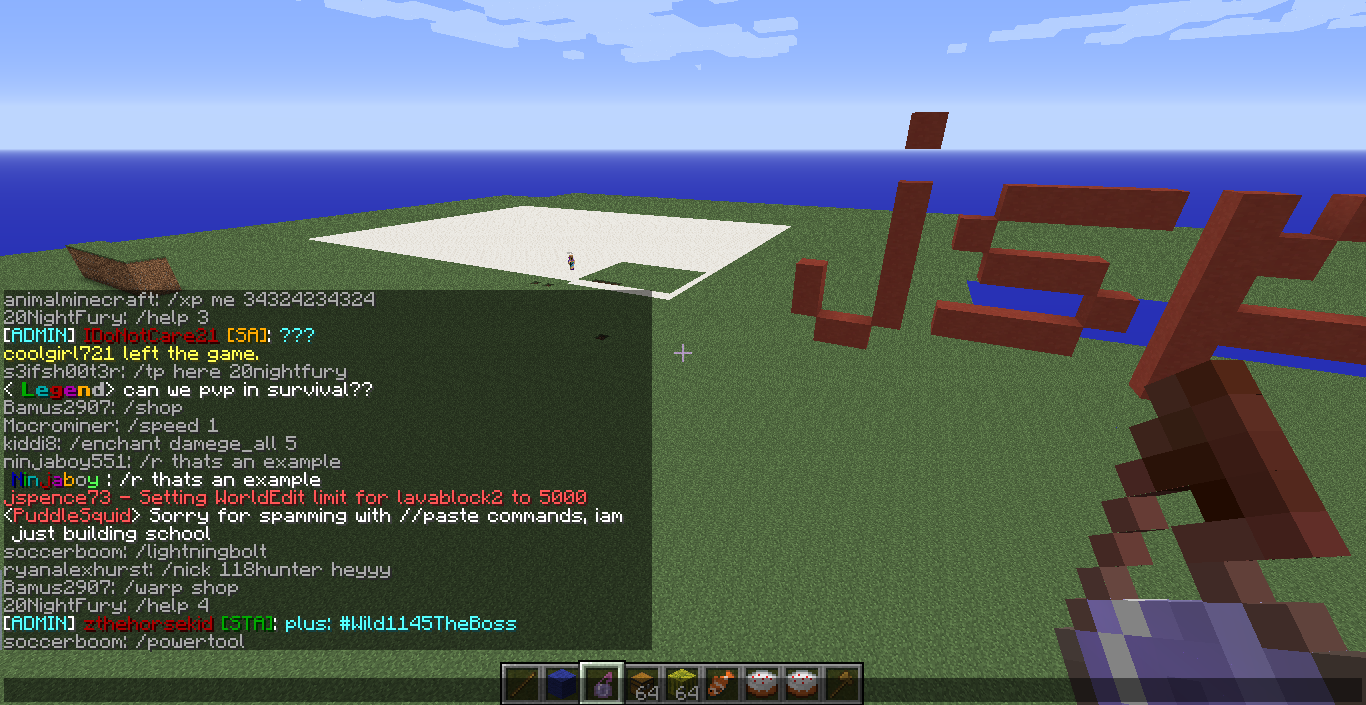 animalminecraft: /xp me 34324234324
20NightFury: /help 3
[ADMIN] IDoNotCare21 [SA]: ???
coolgirl721 left the game.
s3ifsh00t3r: /tp here 20nightfury
< Legend> can we pvp in survival??
Bamus2907: /shop
Mocrominer: /speed 1
kiddi8: /enchant damege_all 5
ninjaboy551: /r thats an example
Ninjaboy : /r thats an example
jspence73 - Setting WorldEdit limit for lavablock2 to 5000
<PuddleSquid> Sorry for spamming with //paste commands, iam
just building school
soccerboom: /lightningbolt
ryanalexhurst: /nick 118hunter heyyy
Bamus2907: /warp shop
20NightFury: /help 4
[ADMIN] zthehorsekid [STA]: plus: #Wild1145TheBoss
soccerboom: /powertool
64 64